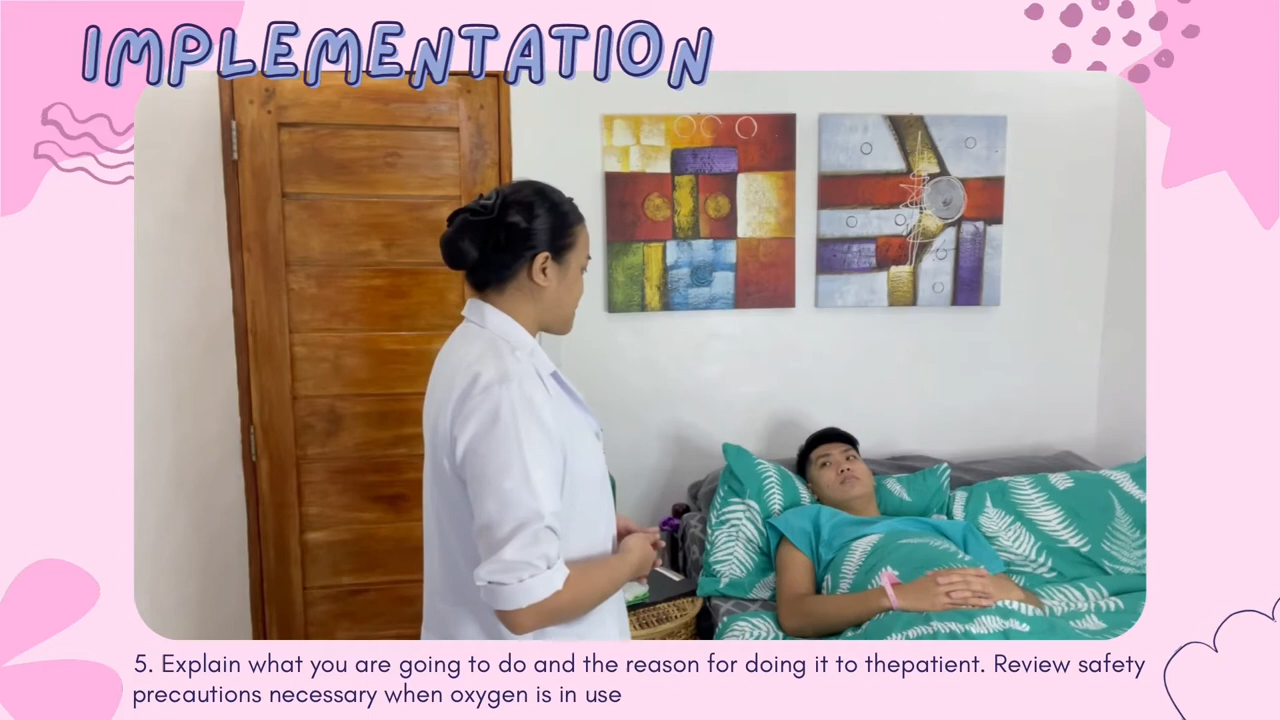 IMPLEMENTATION
5. Explain what you are going to do and the reason for doing it to thepatient. Review safety
precautions necessary when oxygen is in use